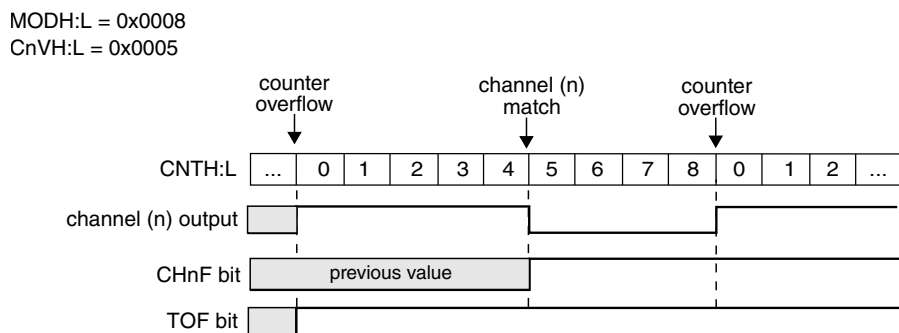 MODH:L = 0x0008
CnVH:L = 0x0005
counter overflow
channel (n) match
counter overflow
CNTH:L ... 0 1 2 3 4 5 6 7 8 0 1 2 ...
channel (n) output
CHnF bit previous value
TOF bit